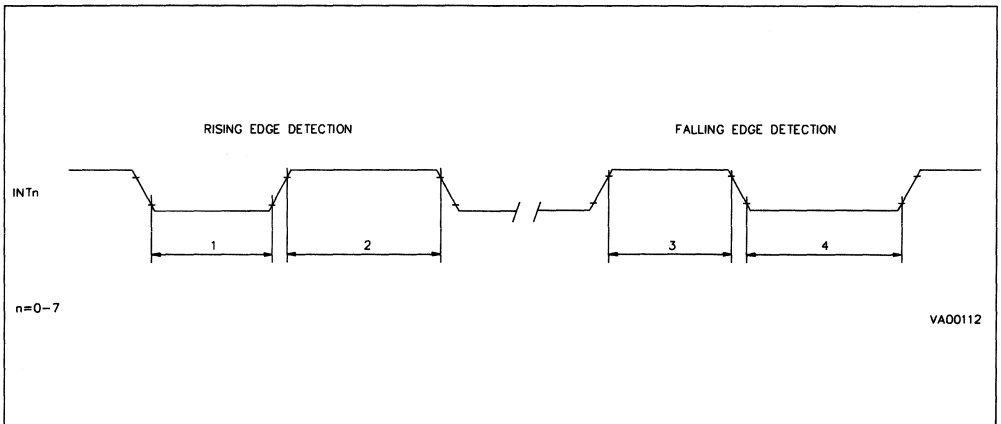 RISING EDGE DETECTION
FALLING EDGE DETECTION
INTn
1
2
3
4
n=0-7
VA00112